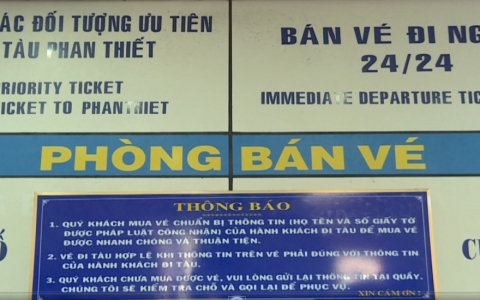 ÁC ĐỐI TƯỢNG ƯU TIÊN
TÀU PHAN THIẾT
RIORITY TICKET
ICKET TO PHANTHIET
BÁN VÉ ĐI NG
24/24
IMMEDIATE DEPARTURE TIC
PHÒNG BÁN VÉ
THÔNG BÁO
1. QUÝ KHÁCH MUA VÉ CHUẨN BỊ THÔNG TIN (HỌ TÊN VÀ SỐ GIẤY TỜ
ĐƯỢC PHÁP LUẬT CÔNG NHẬN) CỦA HÀNH KHÁCH ĐI TÀU ĐỂ MUA VÉ
ĐƯỢC NHANH CHÓNG VÀ THUẬN TIỆN.
2. VÉ ĐI TÀU HỢP LỆ KHI THÔNG TIN TRÊN VÉ PHẢI ĐÚNG VỚI THÔNG TIN
CỦA HÀNH KHÁCH ĐI TÀU.
3. QUÝ KHÁCH CHƯA MUA ĐƯỢC VÉ, VUI LÒNG GỬI LẠI THÔNG TIN TẠI QUẦY.
CHÚNG TÔI SẼ KIỂM TRA CHỖ VÀ GỌI LẠI ĐỂ PHỤC VỤ.
XIN CẢM ƠN!